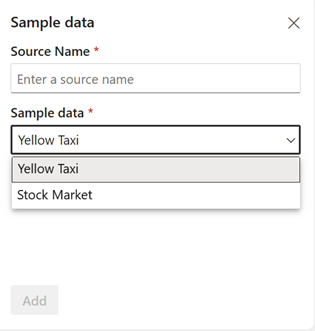 Sample data
Source Name *
Enter a source name
Sample data *
Yellow Taxi
Yellow Taxi
Stock Market
Add